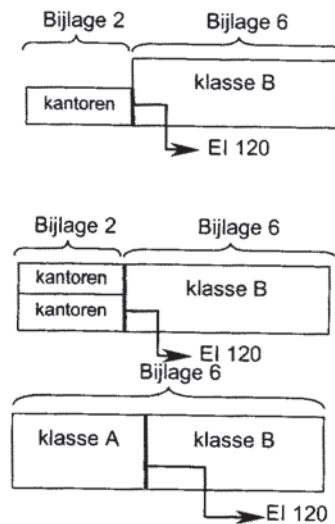 Bijlage 2 Bijlage 6
klasse B
kantoren
EI 120
Bijlage 2 Bijlage 6
kantoren
klasse B
kantoren
EI 120
Bijlage 6
klasse A klasse B
EI 120